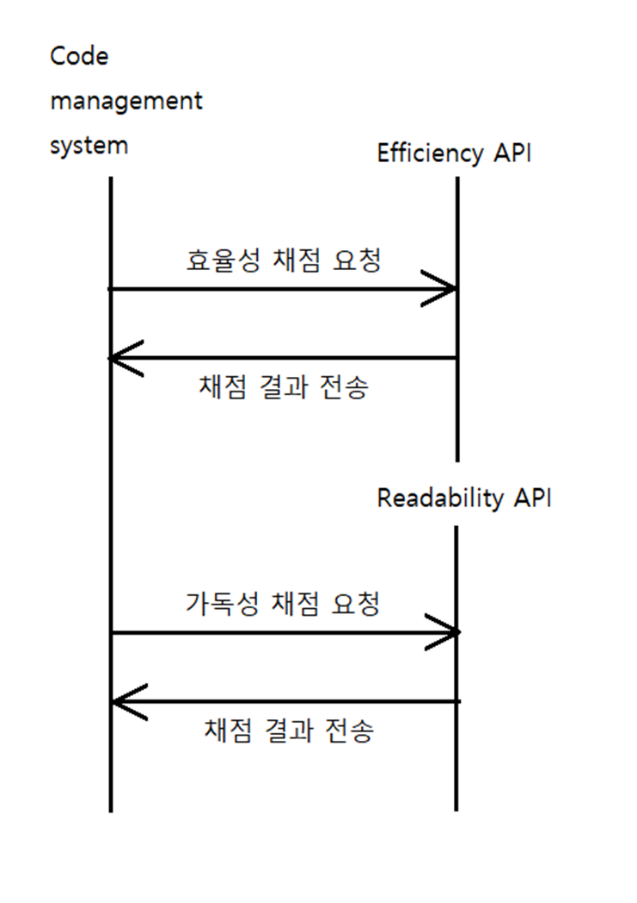 Code
management
system
Efficiency API
효율성 채점 요청
채점 결과 전송
Readability API
가독성 채점 요청
채점 결과 전송